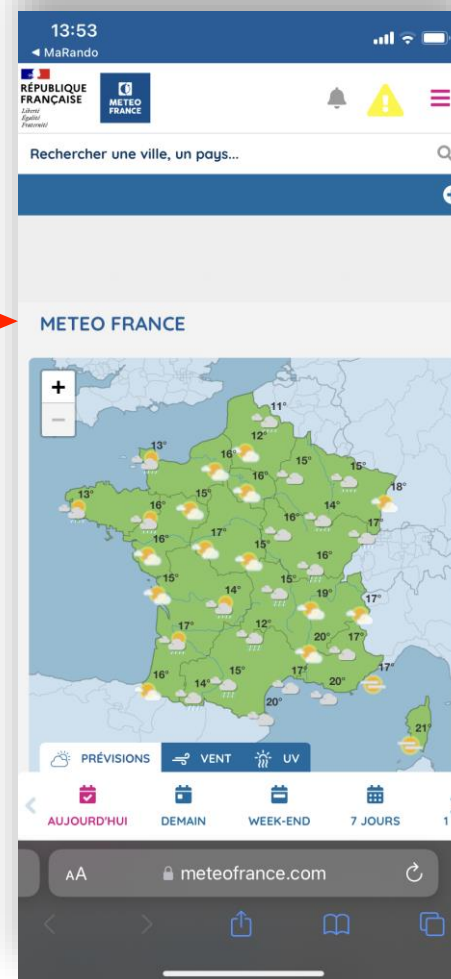 13:53
◀ MaRando
RÉPUBLIQUE
FRANÇAISE
Liberté
Égalité
Fraternité
METEO
FRANCE
Rechercher une ville, un pays...
METEO FRANCE
+
−
11°
12°
13°
16°
15°
15°
16°
18°
13°
15°
16°
14°
16°
17°
17°
16°
15°
16°
15°
15°
14°
19°
17°
17°
12°
20°
17°
16°
14°
15°
17°
20°
17°
20°
21°
PRÉVISIONS
VENT
UV
AUJOURD'HUI
DEMAIN
WEEK-END
7 JOURS
1
AA
meteofrance.com